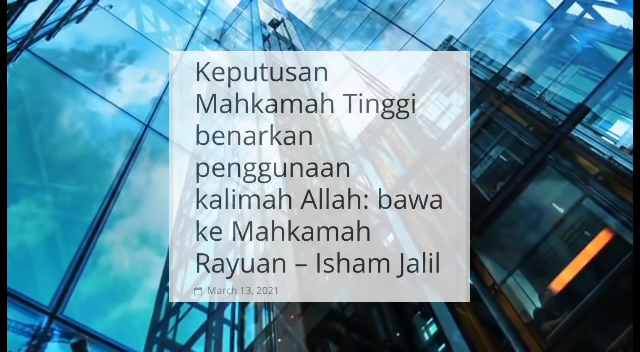 Keputusan
Mahkamah Tinggi
benarkan
penggunaan
kalimah Allah: bawa
ke Mahkamah
Rayuan – Isham Jalil
March 13, 2021